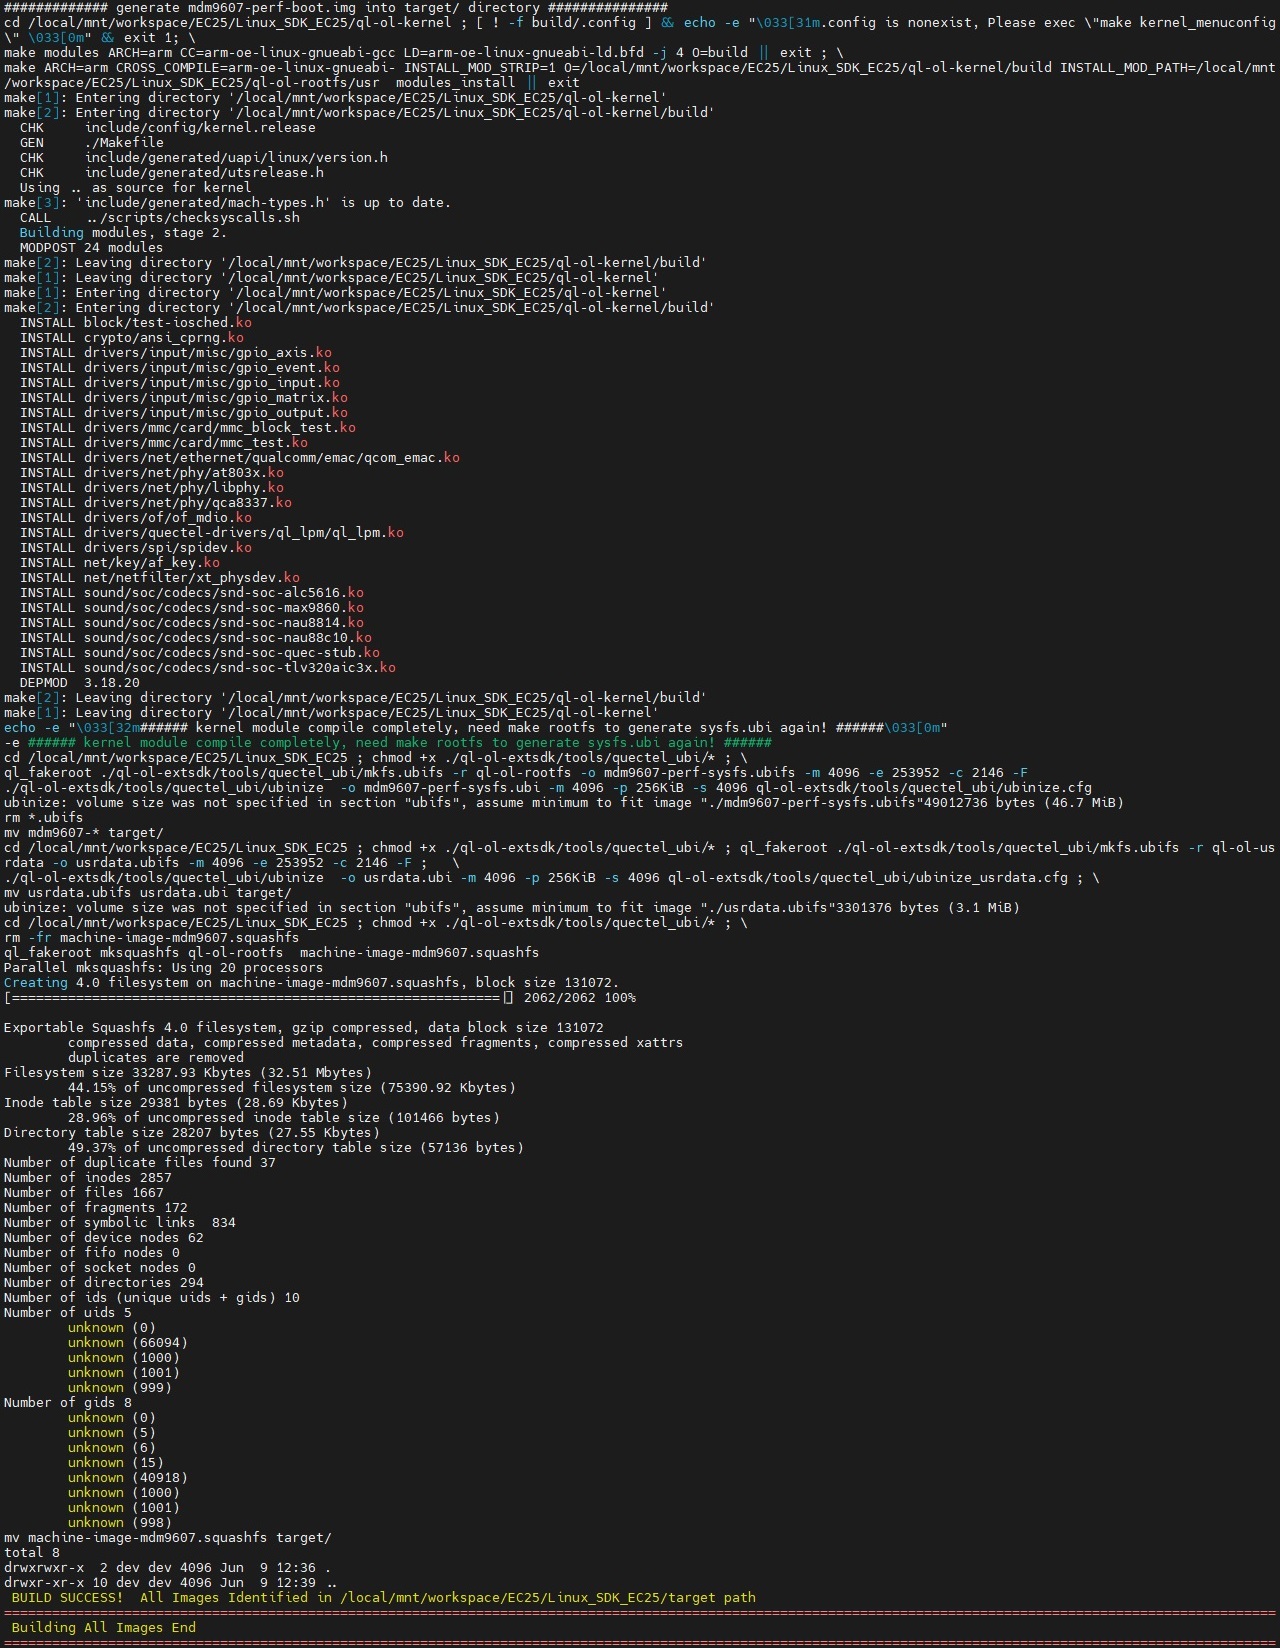 ############# generate mdm9607-perf-boot.img into target/ directory ###############
cd /local/mnt/workspace/EC25/Linux_SDK_EC25/ql-ol-kernel ; [ ! -f build/.config ] && echo -e "\033[31m.config is nonexist, Please exec \"make kernel_menuconfig
\" \033[0m" && exit 1; \
make modules ARCH=arm CC=arm-oe-linux-gnueabi-gcc LD=arm-oe-linux-gnueabi-ld.bfd -j 4 O=build || exit ; \
make ARCH=arm CROSS_COMPILE=arm-oe-linux-gnueabi- INSTALL_MOD_STRIP=1 O=/local/mnt/workspace/EC25/Linux_SDK_EC25/ql-ol-kernel/build INSTALL_MOD_PATH=/local/mnt
/workspace/EC25/Linux_SDK_EC25/ql-ol-rootfs/usr  modules_install || exit
make[1]: Entering directory '/local/mnt/workspace/EC25/Linux_SDK_EC25/ql-ol-kernel'
make[2]: Entering directory '/local/mnt/workspace/EC25/Linux_SDK_EC25/ql-ol-kernel/build'
  CHK     include/config/kernel.release
  GEN     ./Makefile
  CHK     include/generated/uapi/linux/version.h
  CHK     include/generated/utsrelease.h
  Using .. as source for kernel
make[3]: 'include/generated/mach-types.h' is up to date.
  CALL    ../scripts/checksyscalls.sh
  Building modules, stage 2.
  MODPOST 24 modules
make[2]: Leaving directory '/local/mnt/workspace/EC25/Linux_SDK_EC25/ql-ol-kernel/build'
make[1]: Leaving directory '/local/mnt/workspace/EC25/Linux_SDK_EC25/ql-ol-kernel'
make[1]: Entering directory '/local/mnt/workspace/EC25/Linux_SDK_EC25/ql-ol-kernel'
make[2]: Entering directory '/local/mnt/workspace/EC25/Linux_SDK_EC25/ql-ol-kernel/build'
  INSTALL block/test-iosched.ko
  INSTALL crypto/ansi_cprng.ko
  INSTALL drivers/input/misc/gpio_axis.ko
  INSTALL drivers/input/misc/gpio_event.ko
  INSTALL drivers/input/misc/gpio_input.ko
  INSTALL drivers/input/misc/gpio_matrix.ko
  INSTALL drivers/input/misc/gpio_output.ko
  INSTALL drivers/mmc/card/mmc_block_test.ko
  INSTALL drivers/mmc/card/mmc_test.ko
  INSTALL drivers/net/ethernet/qualcomm/emac/qcom_emac.ko
  INSTALL drivers/net/phy/at803x.ko
  INSTALL drivers/net/phy/libphy.ko
  INSTALL drivers/net/phy/qca8337.ko
  INSTALL drivers/of/of_mdio.ko
  INSTALL drivers/quectel-drivers/ql_lpm/ql_lpm.ko
  INSTALL drivers/spi/spidev.ko
  INSTALL net/key/af_key.ko
  INSTALL net/netfilter/xt_physdev.ko
  INSTALL sound/soc/codecs/snd-soc-alc5616.ko
  INSTALL sound/soc/codecs/snd-soc-max9860.ko
  INSTALL sound/soc/codecs/snd-soc-nau8814.ko
  INSTALL sound/soc/codecs/snd-soc-nau88c10.ko
  INSTALL sound/soc/codecs/snd-soc-quec-stub.ko
  INSTALL sound/soc/codecs/snd-soc-tlv320aic3x.ko
  DEPMOD  3.18.20
make[2]: Leaving directory '/local/mnt/workspace/EC25/Linux_SDK_EC25/ql-ol-kernel/build'
make[1]: Leaving directory '/local/mnt/workspace/EC25/Linux_SDK_EC25/ql-ol-kernel'
echo -e "\033[32m###### kernel module compile completely, need make rootfs to generate sysfs.ubi again! ######\033[0m"
-e ###### kernel module compile completely, need make rootfs to generate sysfs.ubi again! ######
cd /local/mnt/workspace/EC25/Linux_SDK_EC25 ; chmod +x ./ql-ol-extsdk/tools/quectel_ubi/* ; \
ql_fakeroot ./ql-ol-extsdk/tools/quectel_ubi/mkfs.ubifs -r ql-ol-rootfs -o mdm9607-perf-sysfs.ubifs -m 4096 -e 253952 -c 2146 -F
./ql-ol-extsdk/tools/quectel_ubi/ubinize  -o mdm9607-perf-sysfs.ubi -m 4096 -p 256KiB -s 4096 ql-ol-extsdk/tools/quectel_ubi/ubinize.cfg
ubinize: volume size was not specified in section "ubifs", assume minimum to fit image "./mdm9607-perf-sysfs.ubifs"49012736 bytes (46.7 MiB)
rm *.ubifs
mv mdm9607-* target/
cd /local/mnt/workspace/EC25/Linux_SDK_EC25 ; chmod +x ./ql-ol-extsdk/tools/quectel_ubi/* ; ql_fakeroot ./ql-ol-extsdk/tools/quectel_ubi/mkfs.ubifs -r ql-ol-us
rdata -o usrdata.ubifs -m 4096 -e 253952 -c 2146 -F ;   \
./ql-ol-extsdk/tools/quectel_ubi/ubinize  -o usrdata.ubi -m 4096 -p 256KiB -s 4096 ql-ol-extsdk/tools/quectel_ubi/ubinize_usrdata.cfg ; \
mv usrdata.ubifs usrdata.ubi target/
ubinize: volume size was not specified in section "ubifs", assume minimum to fit image "./usrdata.ubifs"3301376 bytes (3.1 MiB)
cd /local/mnt/workspace/EC25/Linux_SDK_EC25 ; chmod +x ./ql-ol-extsdk/tools/quectel_ubi/* ; \
rm -fr machine-image-mdm9607.squashfs
ql_fakeroot mksquashfs ql-ol-rootfs  machine-image-mdm9607.squashfs
Parallel mksquashfs: Using 20 processors
Creating 4.0 filesystem on machine-image-mdm9607.squashfs, block size 131072.
[=============================================================|] 2062/2062 100%

Exportable Squashfs 4.0 filesystem, gzip compressed, data block size 131072
        compressed data, compressed metadata, compressed fragments, compressed xattrs
        duplicates are removed
Filesystem size 33287.93 Kbytes (32.51 Mbytes)
        44.15% of uncompressed filesystem size (75390.92 Kbytes)
Inode table size 29381 bytes (28.69 Kbytes)
        28.96% of uncompressed inode table size (101466 bytes)
Directory table size 28207 bytes (27.55 Kbytes)
        49.37% of uncompressed directory table size (57136 bytes)
Number of duplicate files found 37
Number of inodes 2857
Number of files 1667
Number of fragments 172
Number of symbolic links  834
Number of device nodes 62
Number of fifo nodes 0
Number of socket nodes 0
Number of directories 294
Number of ids (unique uids + gids) 10
Number of uids 5
        unknown (0)
        unknown (66094)
        unknown (1000)
        unknown (1001)
        unknown (999)
Number of gids 8
        unknown (0)
        unknown (5)
        unknown (6)
        unknown (15)
        unknown (40918)
        unknown (1000)
        unknown (1001)
        unknown (998)
mv machine-image-mdm9607.squashfs target/
total 8
drwxrwxr-x  2 dev dev 4096 Jun  9 12:36 .
drwxr-xr-x 10 dev dev 4096 Jun  9 12:39 ..
 BUILD SUCCESS!  All Images Identified in /local/mnt/workspace/EC25/Linux_SDK_EC25/target path
===============================================================================================================================================================
 Building All Images End
===============================================================================================================================================================